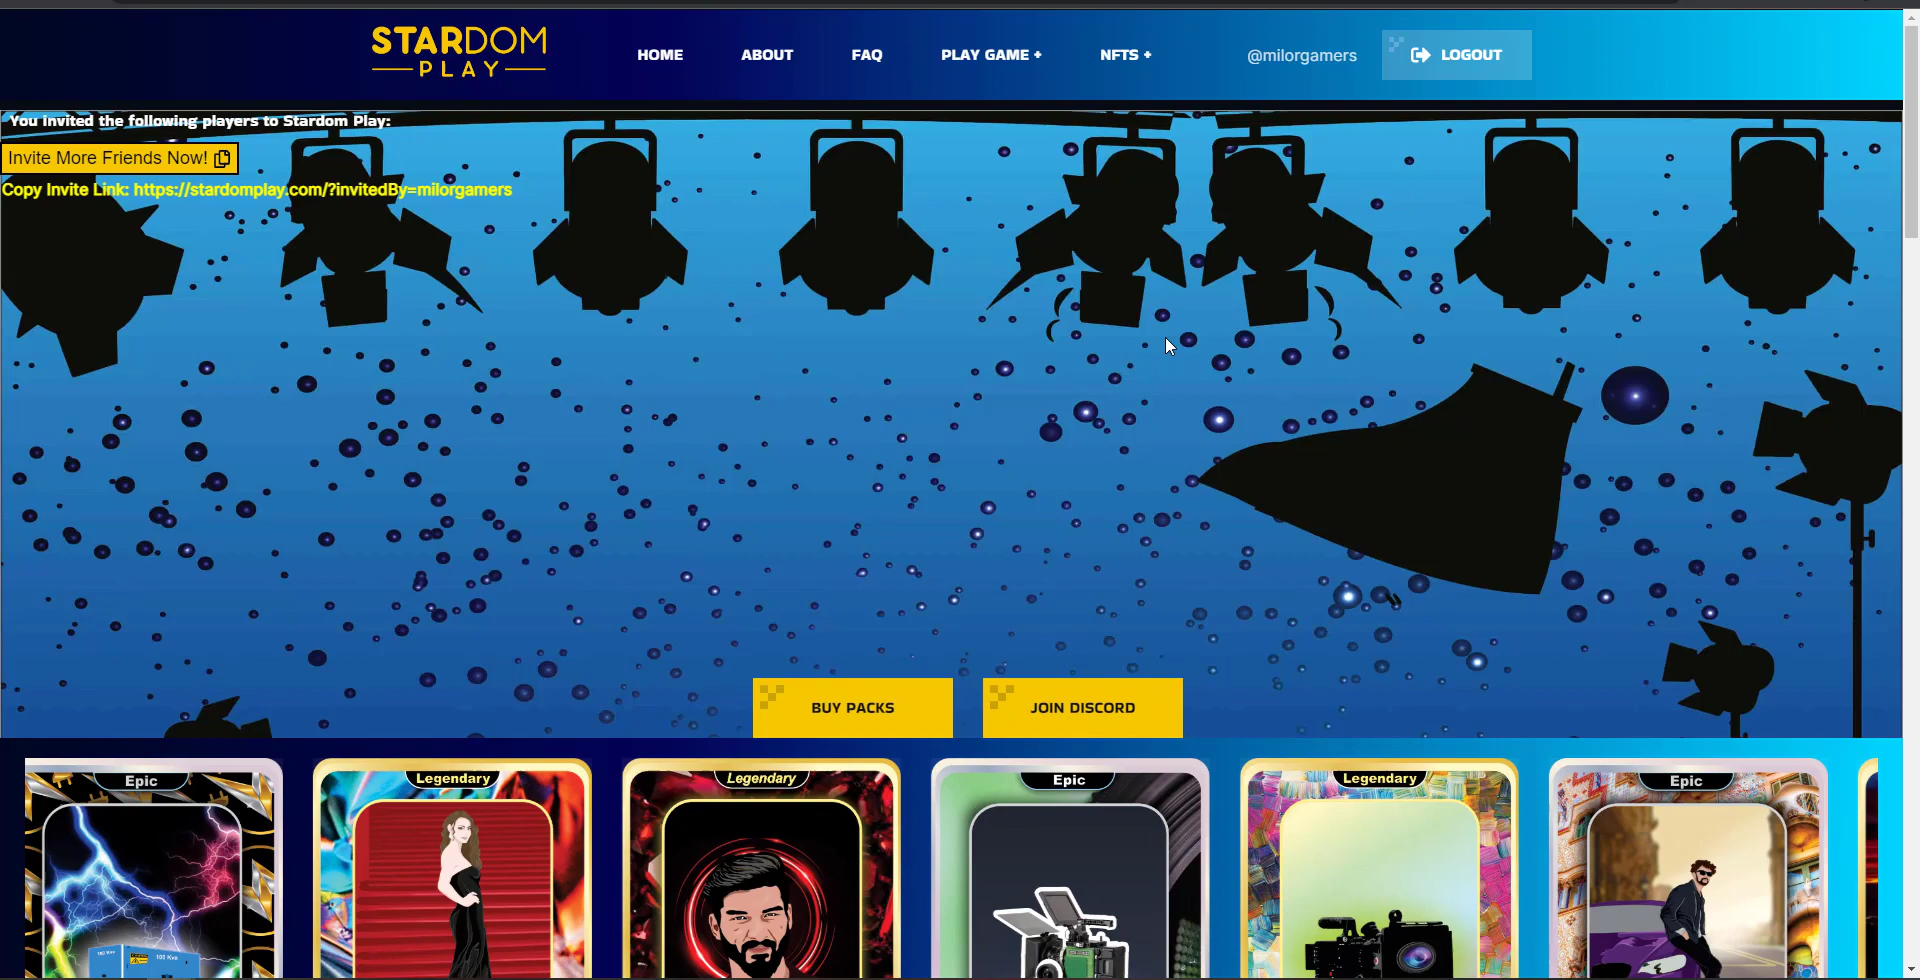 STARDOM
PLAY
HOME
ABOUT
FAQ
PLAY GAME +
NFTS +
@milorgamers
LOGOUT
You invited the following players to Stardom Play:
Invite More Friends Now!
Copy Invite Link: https://stardomplay.com/?invitedBy=milorgamers
BUY PACKS
JOIN DISCORD
Epic
Legendary
Legendary
Epic
Legendary
Epic
100 Kva